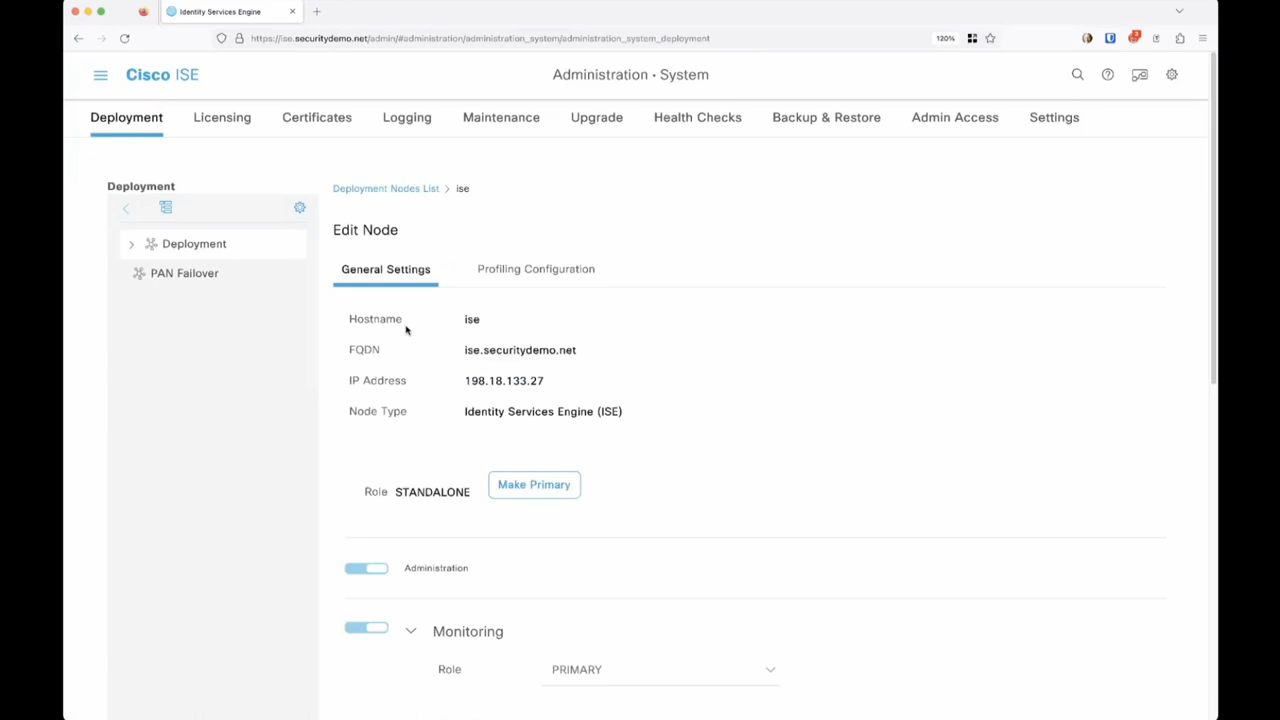 Identity Services Engine
https://ise.securitydemo.net/admin/#administration/administration_system/administration_system_deployment
120%
Cisco ISE
Administration · System
Deployment Licensing Certificates Logging Maintenance Upgrade Health Checks Backup & Restore Admin Access Settings
Deployment
Deployment Nodes List > ise
Edit Node
Deployment
PAN Failover
General Settings Profiling Configuration
Hostname ise
FQDN ise.securitydemo.net
IP Address 198.18.133.27
Node Type Identity Services Engine (ISE)
Role STANDALONE Make Primary
Administration
Monitoring
Role PRIMARY